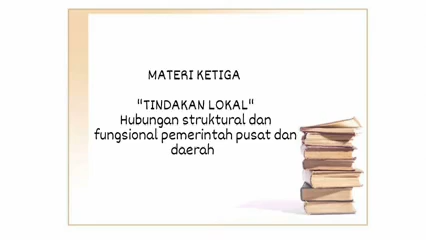 MATERI KETIGA
"TINDAKAN LOKAL"
Hubungan struktural dan
fungsional pemerintah pusat dan
daerah